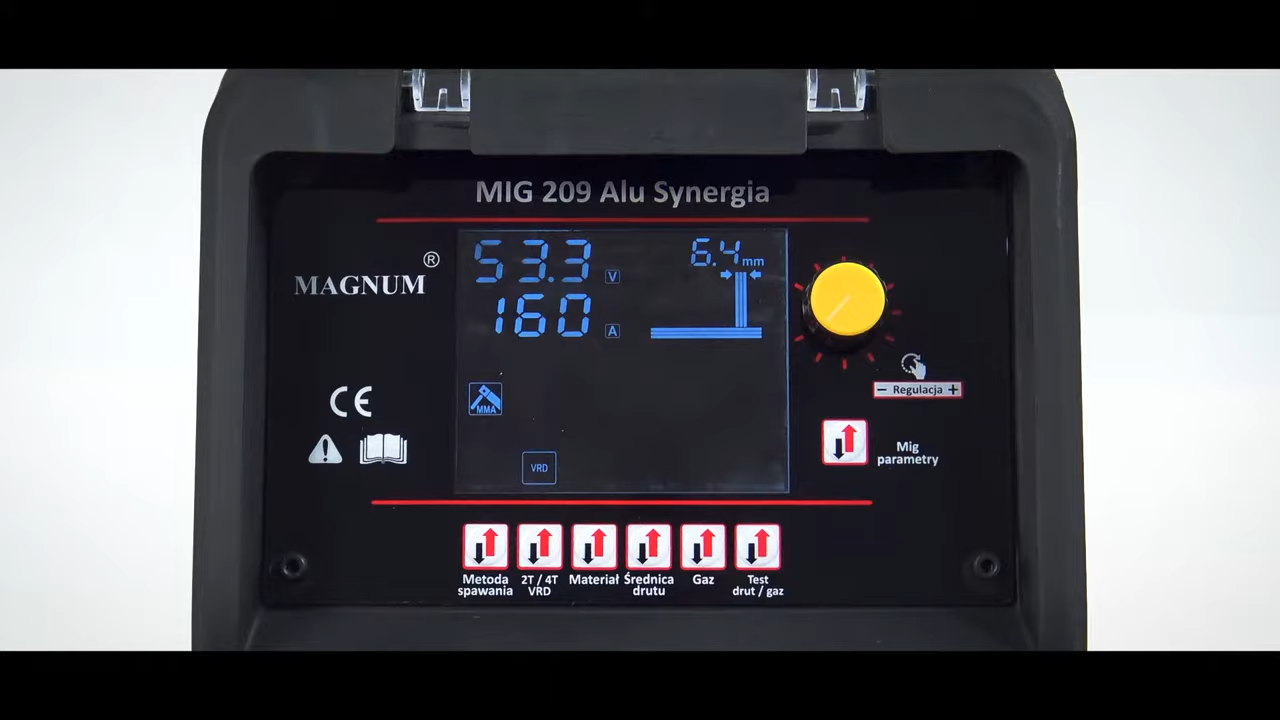 MIG 209 Alu Synergia
MAGNUM®
53.3 V
160 A
6.4 mm
MMA
VRD
CE
− Regulacja +
Mig
parametry
Metoda
spawania
2T / 4T
VRD
Materiał
Średnica
drutu
Gaz
Test
drut / gaz